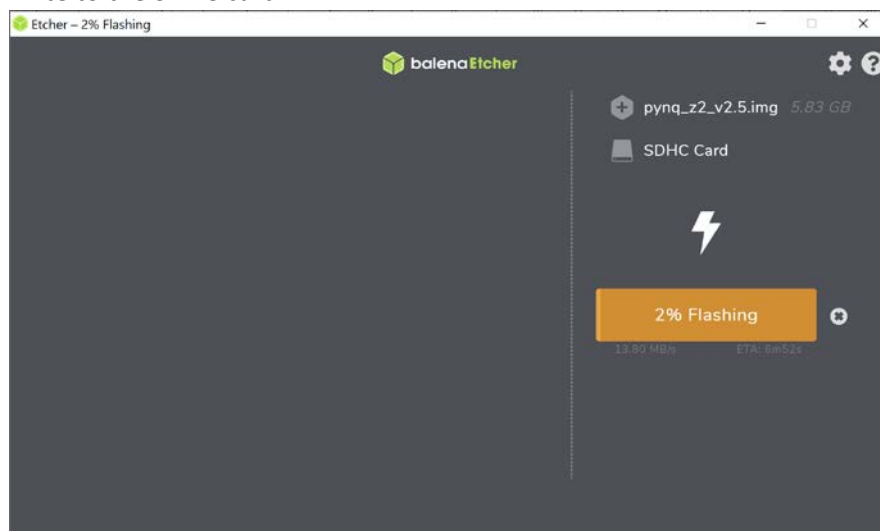 Etcher – 2% Flashing
balenaEtcher
pynq_z2_v2.5.img 5.83 GB
SDHC Card
2% Flashing
13.80 MB/s ETA: 6m52s